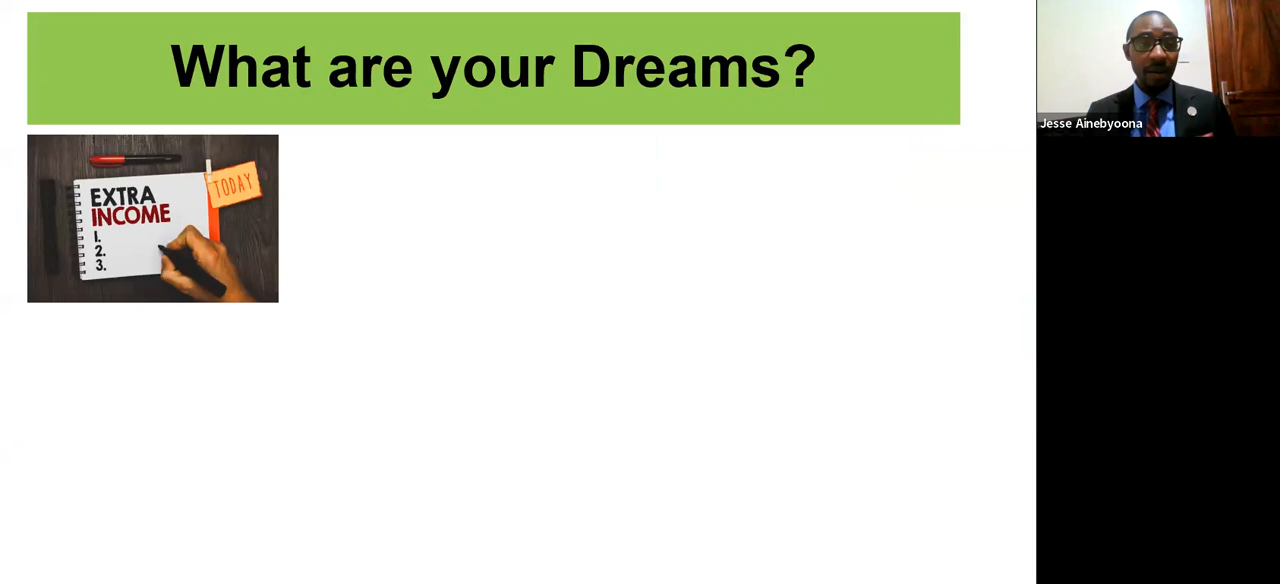 What are your Dreams?
EXTRA
INCOME
1.
2.
3.
TODAY
Jesse Ainebyoona